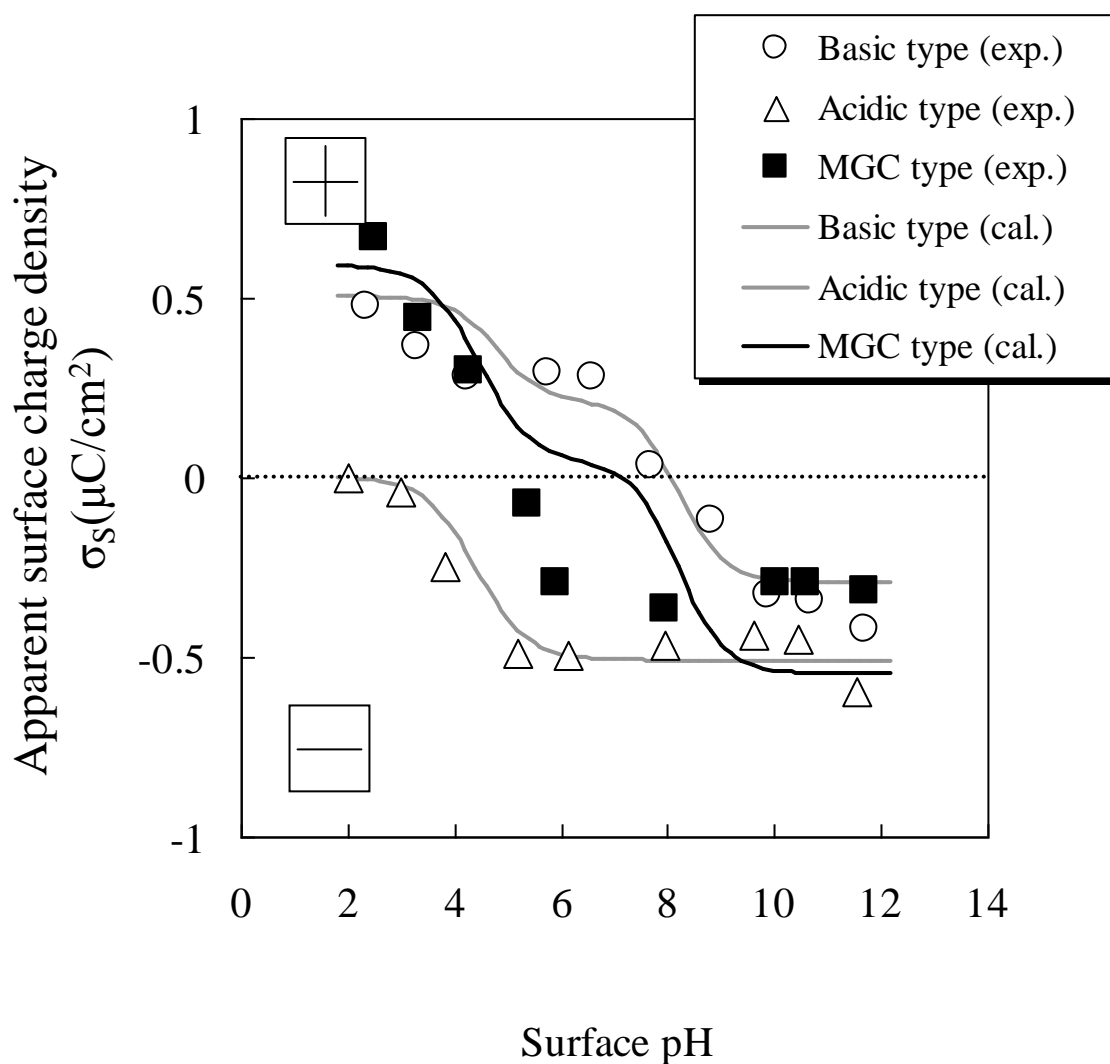 Basic type (exp.)
Acidic type (exp.)
MGC type (exp.)
Basic type (cal.)
Acidic type (cal.)
MGC type (cal.)
Apparent surface charge density
σS(μC/cm²)
1
0.5
0
-0.5
-1
0 2 4 6 8 10 12 14
Surface pH